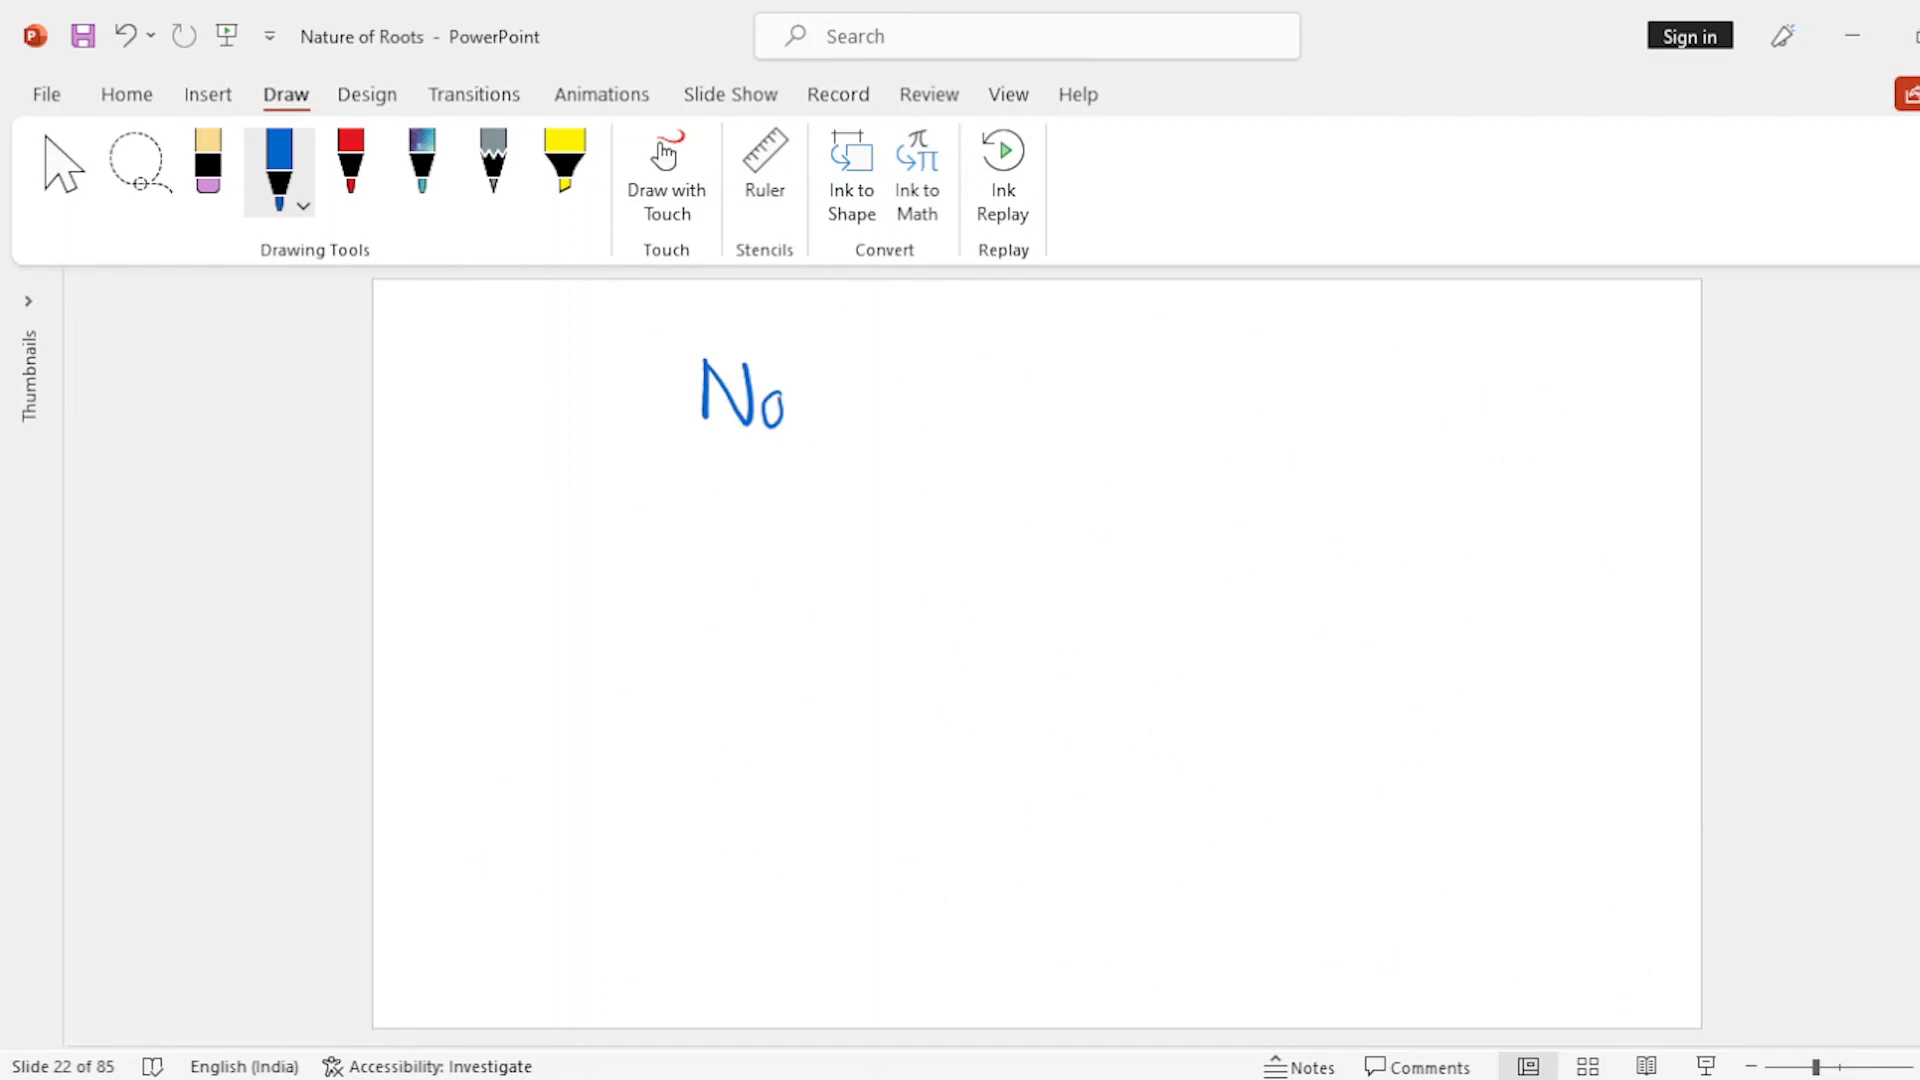 Nature of Roots - PowerPoint
Search
Sign in
File Home Insert Draw Design Transitions Animations Slide Show Record Review View Help
Draw with Touch
Ruler
Ink to Shape
Ink to Math
Ink Replay
Drawing Tools Touch Stencils Convert Replay
Thumbnails
No
Slide 22 of 85 English (India) Accessibility: Investigate Notes Comments